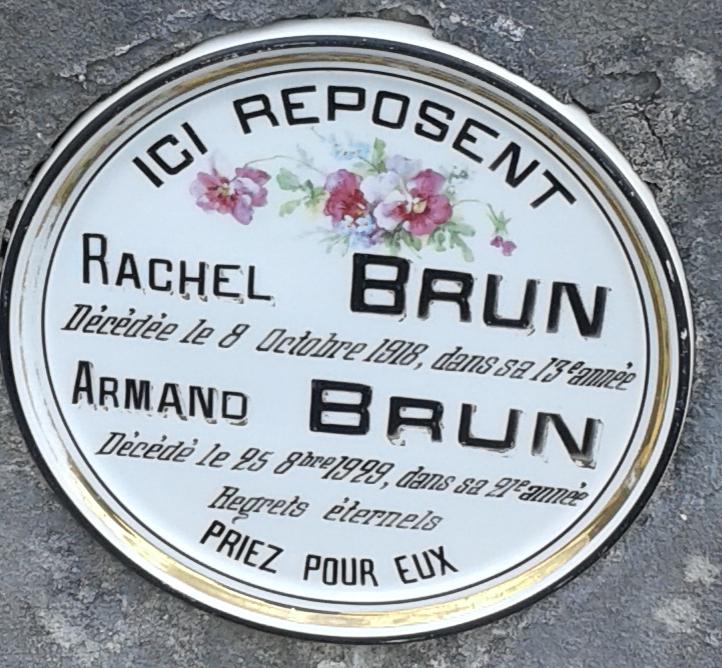 ICI REPOSENT
RACHEL BRUN
Décédée le 8 Octobre 1918, dans sa 13e année
ARMAND BRUN
Décédé le 25 8bre 1929, dans sa 21e année
Regrets éternels
PRIEZ POUR EUX